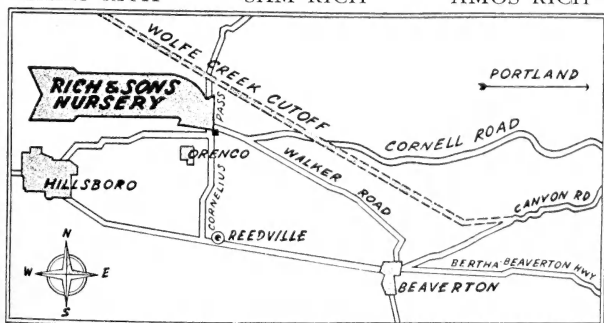 SAM RICH
AMOS RICH
WOLFE CREEK CUTOFF
PORTLAND
RICH & SONS
NURSERY
PASS
CORNELL ROAD
ORENCO
WALKER ROAD
HILLSBORO
CORNELIUS
CANYON RD
REEDVILLE
N
W E
S
BERTHA-BEAVERTON HWY
BEAVERTON